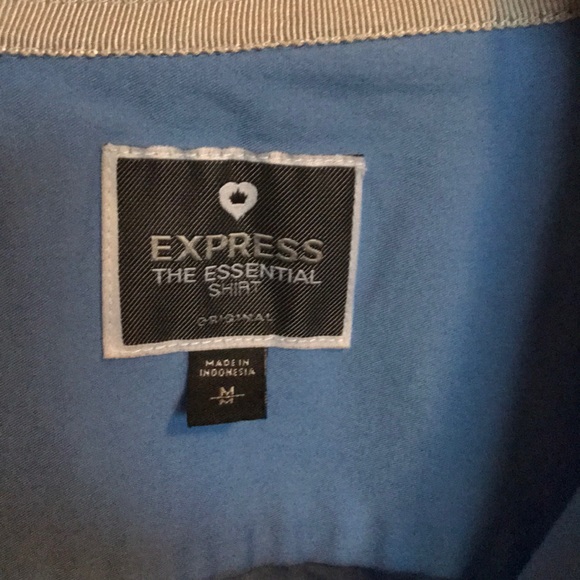 EXPRESS
THE ESSENTIAL
SHIRT
ORIGINAL
MADE IN
INDONESIA
M
M